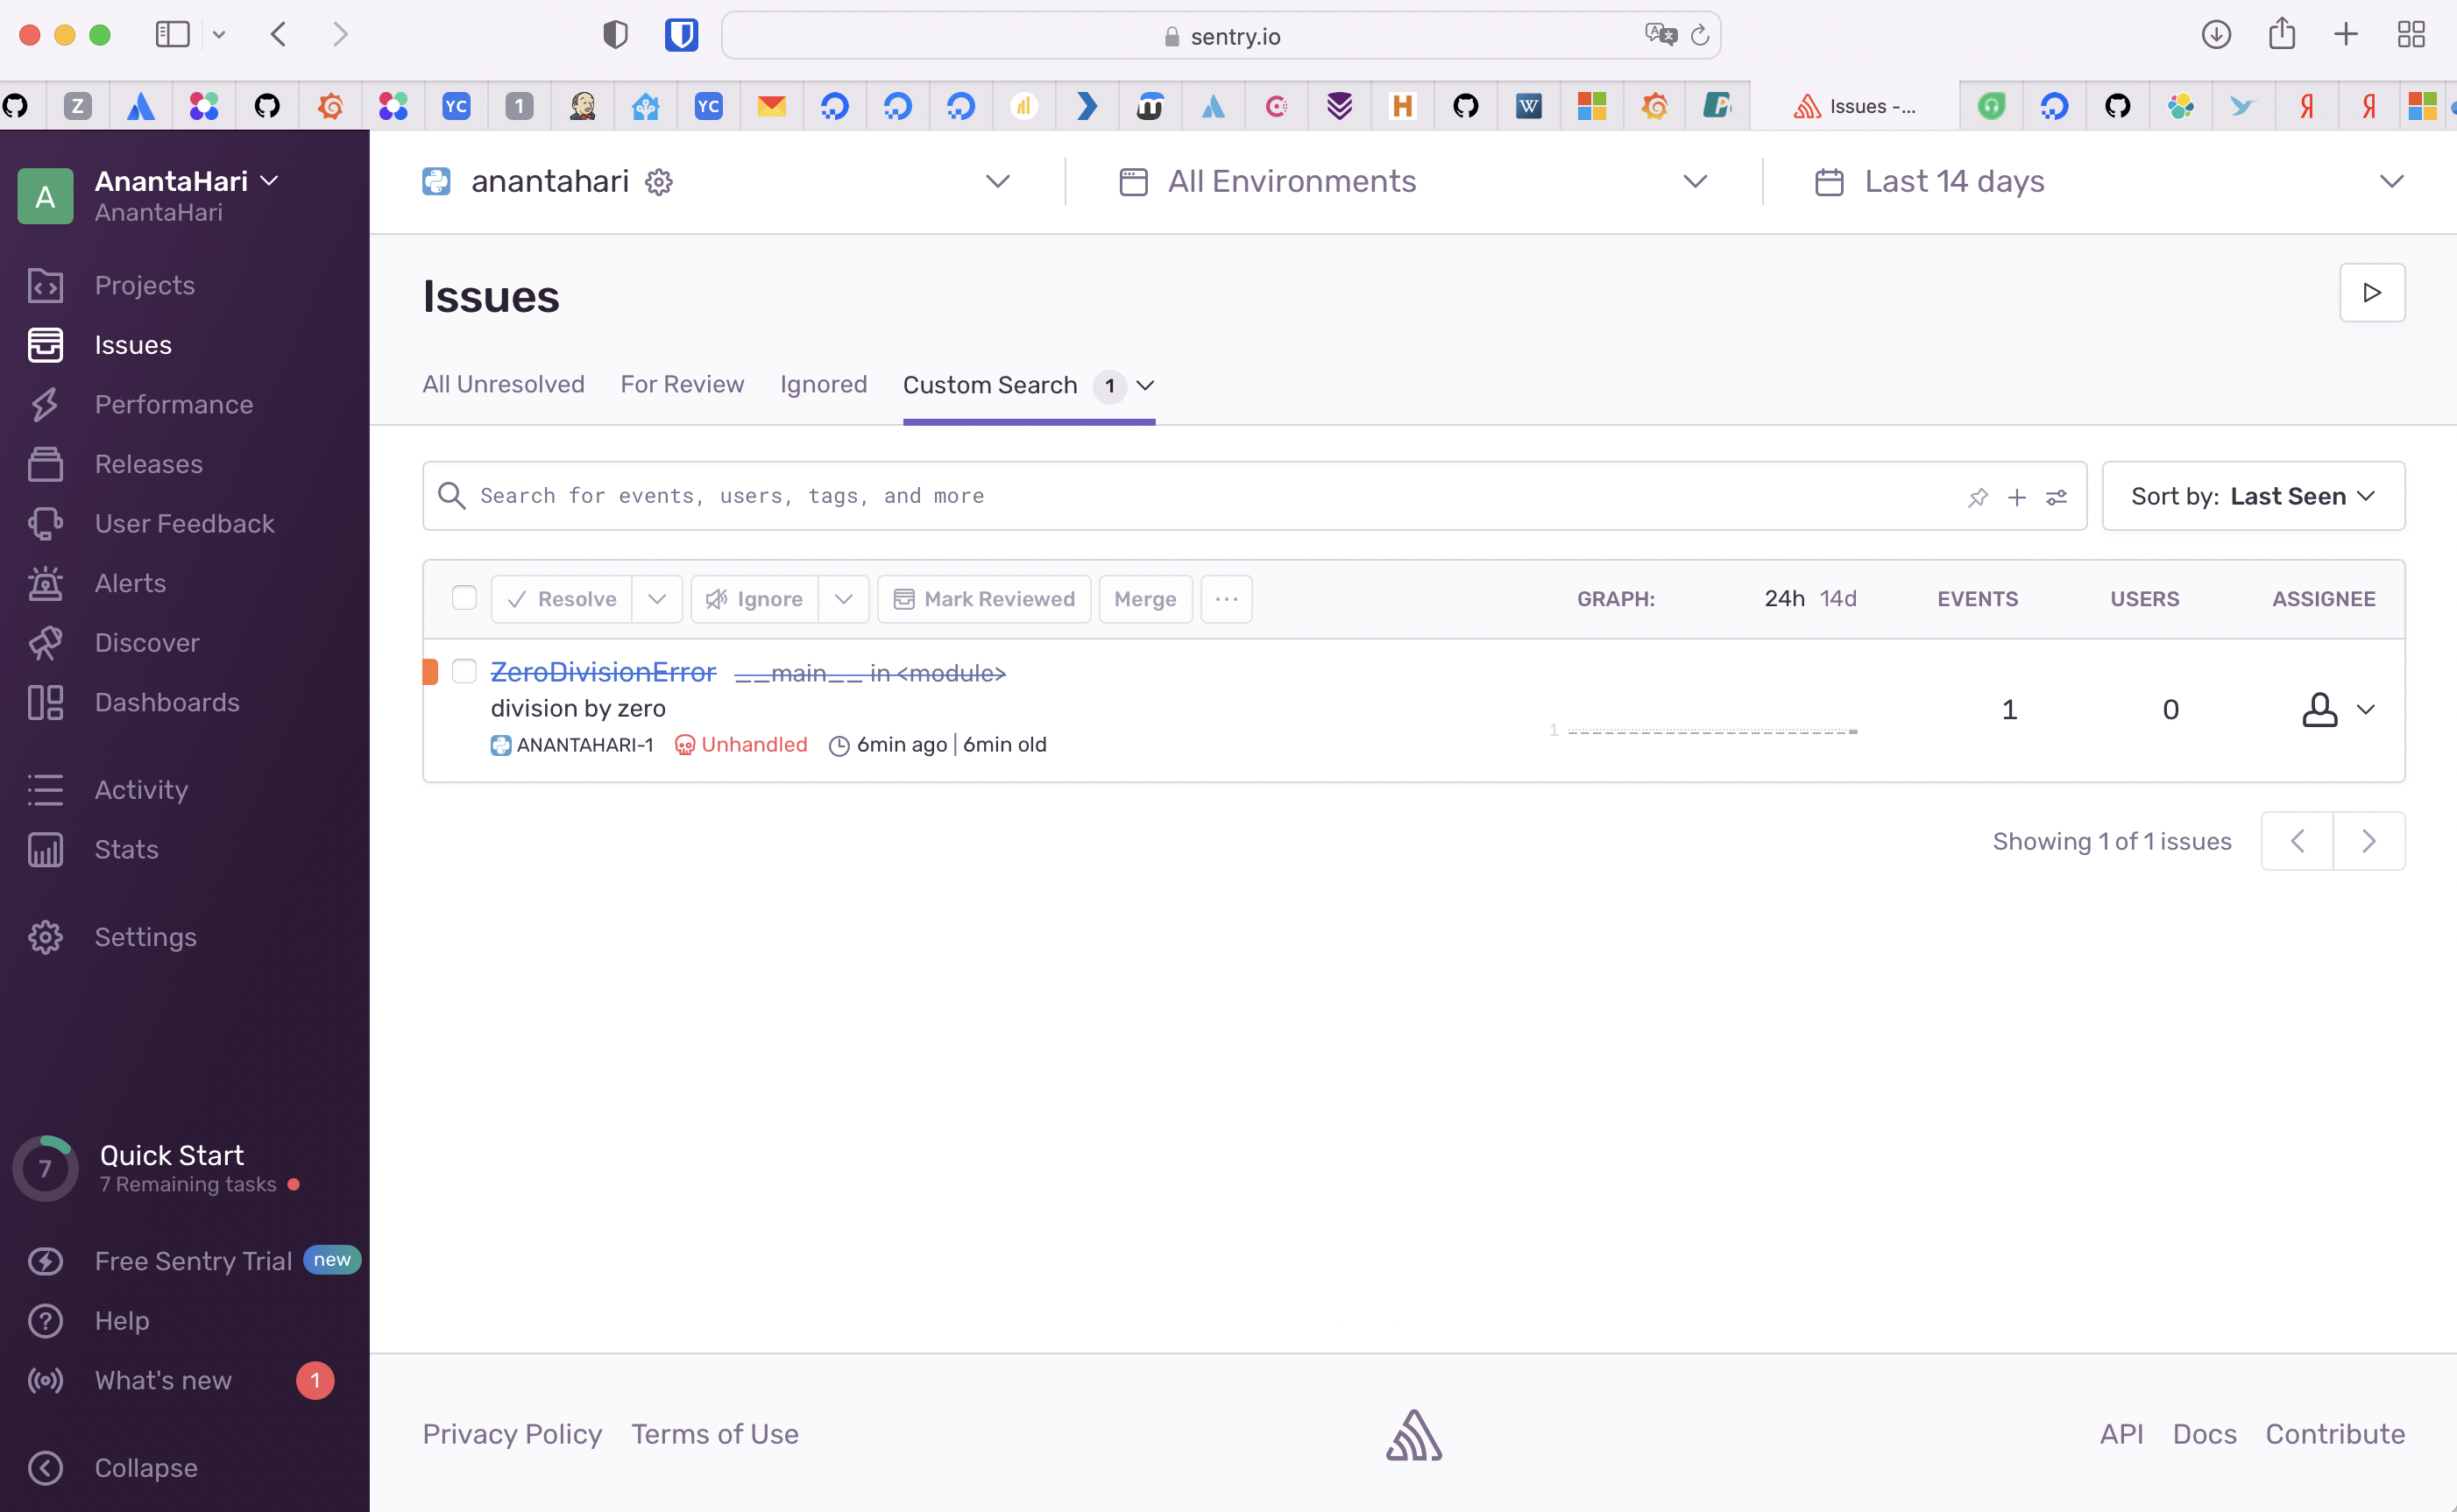 sentry.io
Z
YC
1
YC
H
W
P
Issues -...
Я
Я
A
AnantaHari
AnantaHari
Projects
Issues
Performance
Releases
User Feedback
Alerts
Discover
Dashboards
Activity
Stats
Settings
7
Quick Start
7 Remaining tasks
Free Sentry Trial new
Help
What's new 1
Collapse
anantahari
All Environments
Last 14 days
Issues
All Unresolved For Review Ignored Custom Search 1
Search for events, users, tags, and more
Sort by: Last Seen
Resolve Ignore Mark Reviewed Merge ... GRAPH: 24h 14d EVENTS USERS ASSIGNEE
ZeroDivisionError __main__ in <module>
division by zero
ANANTAHARI-1 Unhandled 6min ago | 6min old
1
1 0
Showing 1 of 1 issues
Privacy Policy Terms of Use
API Docs Contribute